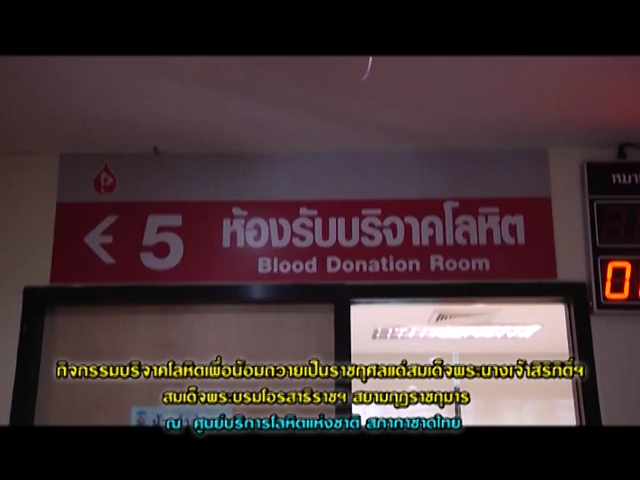 5 ห้องรับบริจาคโลหิต
Blood Donation Room
กิจกรรมบริจาคโลหิตเพื่อน้อมถวายเป็นราชกุศลแด่สมเด็จพระนางเจ้าสิริกิติ์ฯ
สมเด็จพระบรมโอรสาธิราชฯ สยามกุฎราชกุมาร
ณ ศูนย์บริการโลหิตแห่งชาติ สภากาชาดไทย